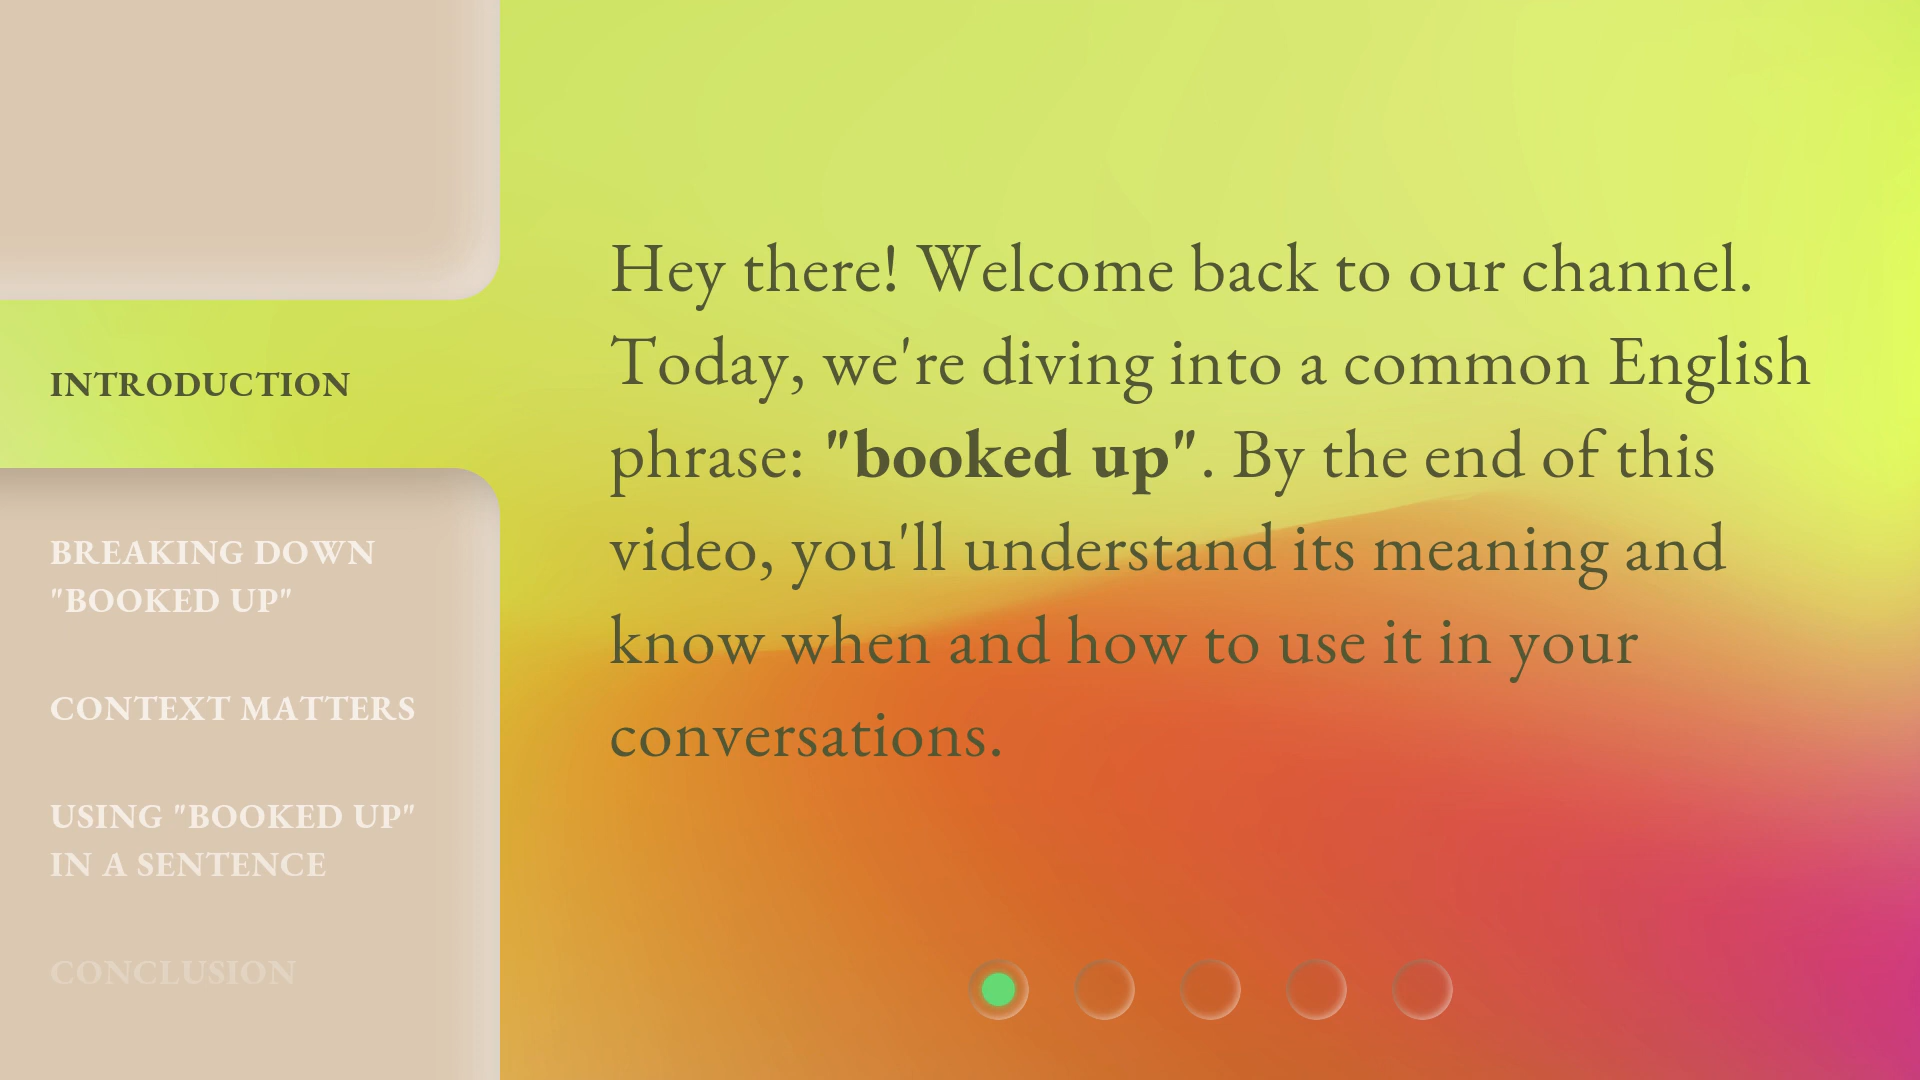 INTRODUCTION
BREAKING DOWN
"BOOKED UP"
CONTEXT MATTERS
USING "BOOKED UP"
IN A SENTENCE
CONCLUSION
Hey there! Welcome back to our channel.
Today, we're diving into a common English
phrase: "booked up". By the end of this
video, you'll understand its meaning and
know when and how to use it in your
conversations.